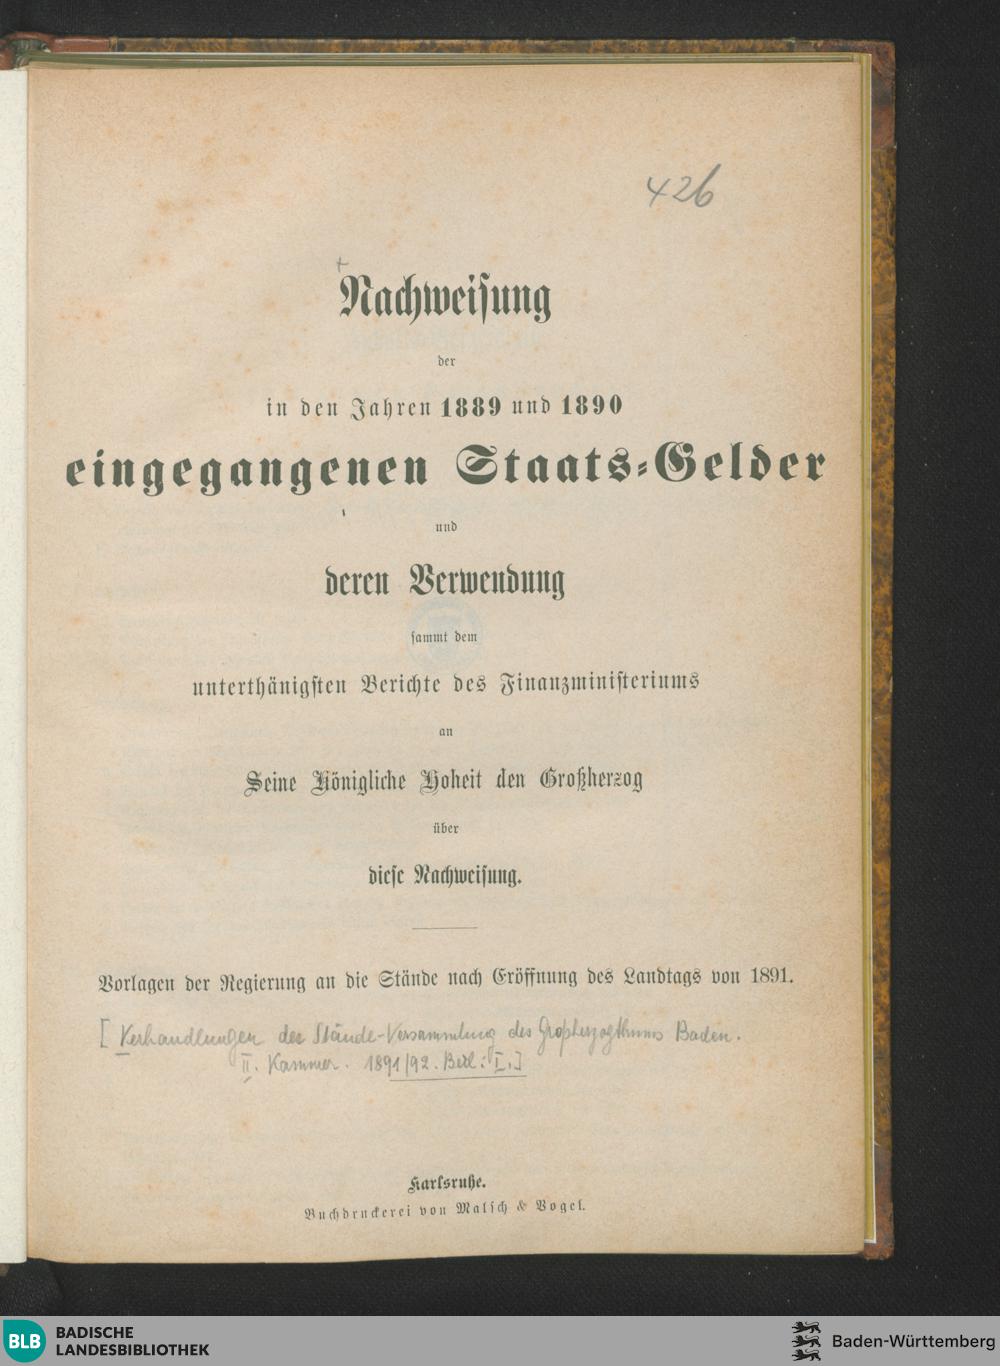 426
Nachweisung
der
in den Jahren 1889 und 1890
eingegangenen Staats-Gelder
und
deren Verwendung
sammt dem
unterthänigsten Berichte des Finanzministeriums
an
Seine Königliche Hoheit den Großherzog
über
diese Nachweisung.
Vorlagen der Regierung an die Stände nach Eröffnung des Landtags von 1891.
[Verhandlungen der Stände-Versammlung des Großherzogthums Baden.
II. Kammer. 1891/92. Beil: I.]
Karlsruhe.
Buchdruckerei von Malsch & Vogel.
BLB BADISCHE
LANDESBIBLIOTHEK
Baden-Württemberg